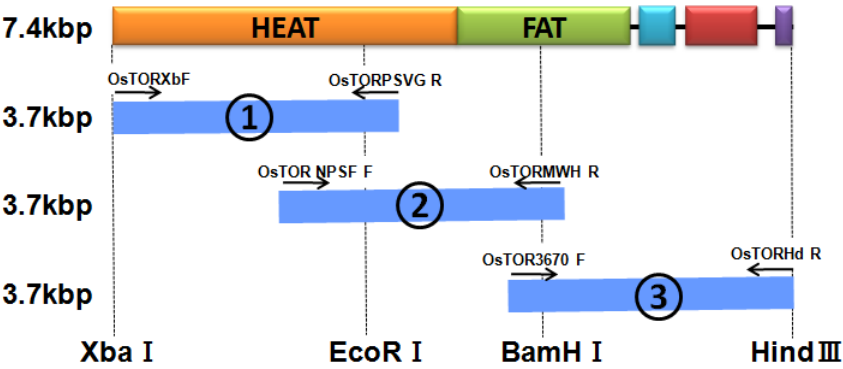 7.4kbp HEAT FAT
OsTORXbF OsTORPSVG R
3.7kbp 1
OsTOR NPSF F OsTORMWH R
3.7kbp 2
OsTOR3670 F OsTORHd R
3.7kbp 3
Xba Ⅰ EcoR Ⅰ BamH Ⅰ Hind Ⅲ